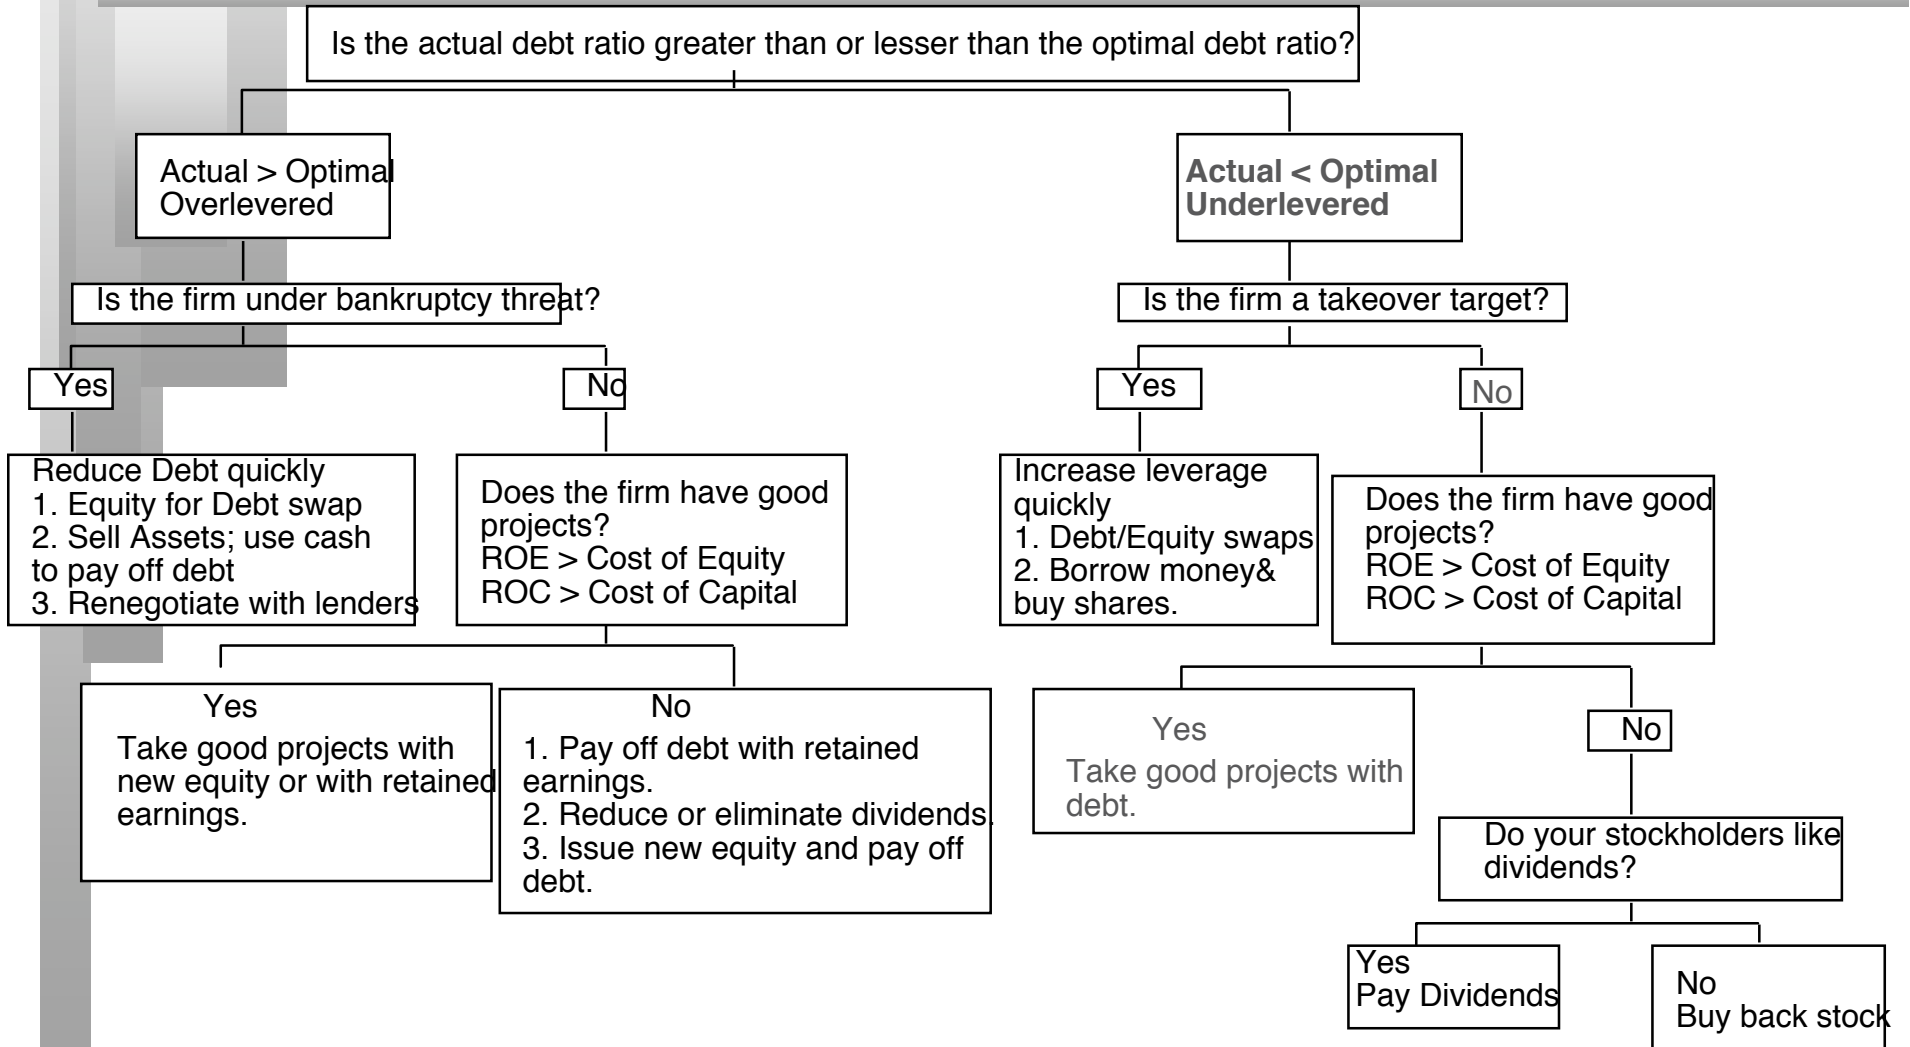 Is the actual debt ratio greater than or lesser than the optimal debt ratio?
Actual > Optimal
Overlevered
Actual < Optimal
Underlevered
Is the firm under bankruptcy threat?
Is the firm a takeover target?
Yes
No
Yes
No
Reduce Debt quickly
1. Equity for Debt swap
2. Sell Assets; use cash
to pay off debt
3. Renegotiate with lenders
Does the firm have good
projects?
ROE > Cost of Equity
ROC > Cost of Capital
Increase leverage
quickly
1. Debt/Equity swaps
2. Borrow money&
buy shares.
Does the firm have good
projects?
ROE > Cost of Equity
ROC > Cost of Capital
Yes
Take good projects with
new equity or with retained
earnings.
No
1. Pay off debt with retained
earnings.
2. Reduce or eliminate dividends.
3. Issue new equity and pay off
debt.
Yes
Take good projects with
debt.
No
Do your stockholders like
dividends?
Yes
Pay Dividends
No
Buy back stock